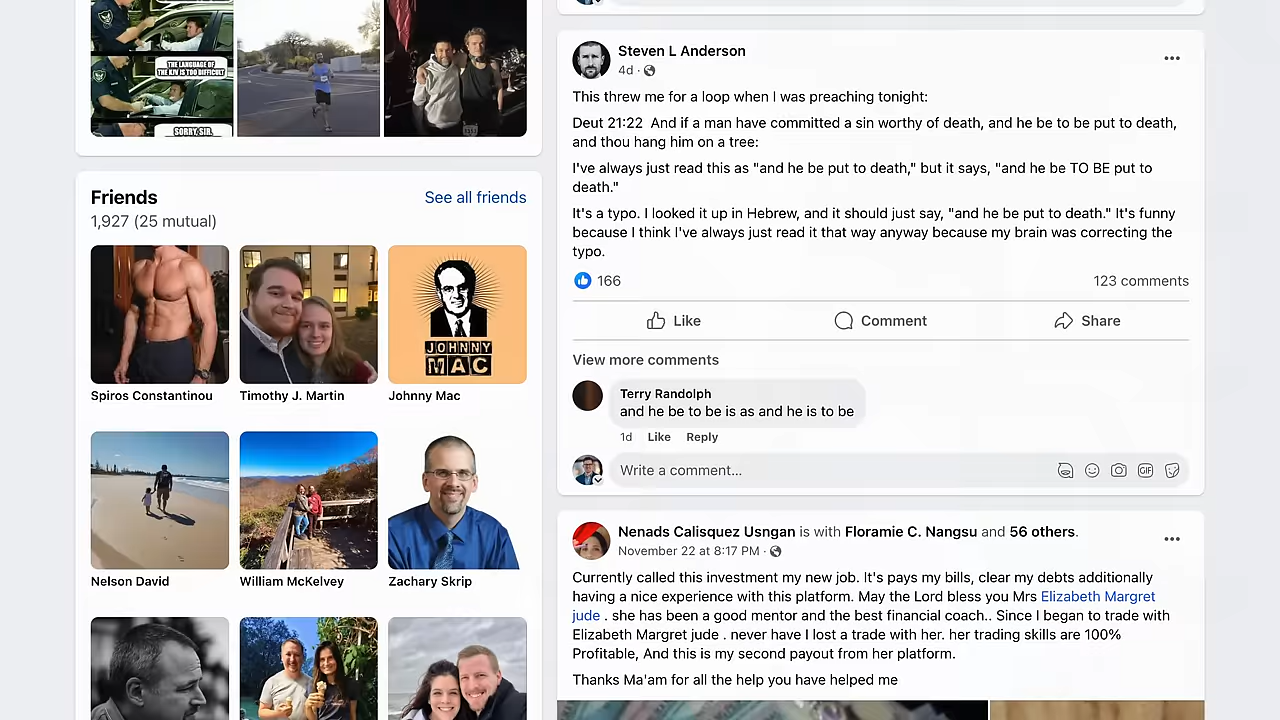 THE LANGUAGE OF
THE KJV IS TOO DIFFICULT
SORRY, SIR.
Friends
See all friends
1,927 (25 mutual)
JOHNNY
MAC
Spiros Constantinou
Timothy J. Martin
Johnny Mac
Nelson David
William McKelvey
Zachary Skrip
Steven L Anderson
4d ·
This threw me for a loop when I was preaching tonight:
Deut 21:22 And if a man have committed a sin worthy of death, and he be to be put to death,
and thou hang him on a tree:
I've always just read this as "and he be put to death," but it says, "and he be TO BE put to
death."
It's a typo. I looked it up in Hebrew, and it should just say, "and he be put to death." It's funny
because I think I've always just read it that way anyway because my brain was correcting the
typo.
166
123 comments
Like
Comment
Share
View more comments
Terry Randolph
and he be to be is as and he is to be
1d Like Reply
Write a comment...
GIF
Nenads Calisquez Usngan is with Floramie C. Nangsu and 56 others.
November 22 at 8:17 PM ·
Currently called this investment my new job. It's pays my bills, clear my debts additionally
having a nice experience with this platform. May the Lord bless you Mrs Elizabeth Margret
jude . she has been a good mentor and the best financial coach.. Since I began to trade with
Elizabeth Margret jude . never have I lost a trade with her. her trading skills are 100%
Profitable, And this is my second payout from her platform.
Thanks Ma'am for all the help you have helped me